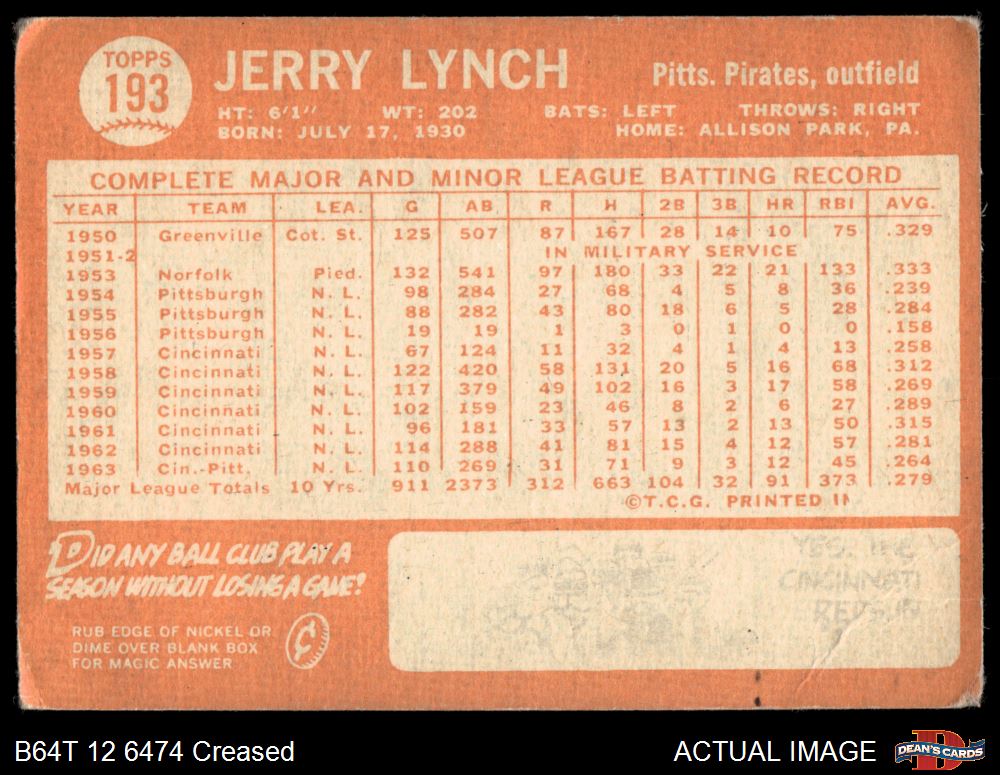 TOPPS
193
JERRY LYNCH
Pitts. Pirates, outfield
HT: 6'1" WT: 202 BATS: LEFT THROWS: RIGHT
BORN: JULY 17, 1930 HOME: ALLISON PARK, PA.
COMPLETE MAJOR AND MINOR LEAGUE BATTING RECORD
YEAR TEAM LEA. G AB R H 2B 3B HR RBI AVG.
1950 Greenville Cot. St. 125 507 87 167 28 14 10 75 .329
1951-2 IN MILITARY SERVICE
1953 Norfolk Pied. 132 541 97 180 33 22 21 133 .333
1954 Pittsburgh N. L. 98 284 27 68 4 5 8 36 .239
1955 Pittsburgh N. L. 88 282 43 80 18 6 5 28 .284
1956 Pittsburgh N. L. 19 19 1 3 0 1 0 0 .158
1957 Cincinnati N. L. 67 124 11 32 4 1 4 13 .258
1958 Cincinnati N. L. 122 420 58 131 20 5 16 68 .312
1959 Cincinnati N. L. 117 379 49 102 16 3 17 58 .269
1960 Cincinnati N. L. 102 159 23 46 8 2 6 27 .289
1961 Cincinnati N. L. 96 181 33 57 13 2 13 50 .315
1962 Cincinnati N. L. 114 288 41 81 15 4 12 57 .281
1963 Cin.-Pitt. N. L. 110 269 31 71 9 3 12 45 .264
Major League Totals 10 Yrs. 911 2373 312 663 104 32 91 373 .279
©T.C.G. PRINTED IN
DID ANY BALL CLUB PLAY A
SEASON WITHOUT LOSING A GAME?
RUB EDGE OF NICKEL OR
DIME OVER BLANK BOX
FOR MAGIC ANSWER
YES. THE
CINCINNATI
REDS IN
B64T 12 6474 Creased
ACTUAL IMAGE
DEAN'S CARDS